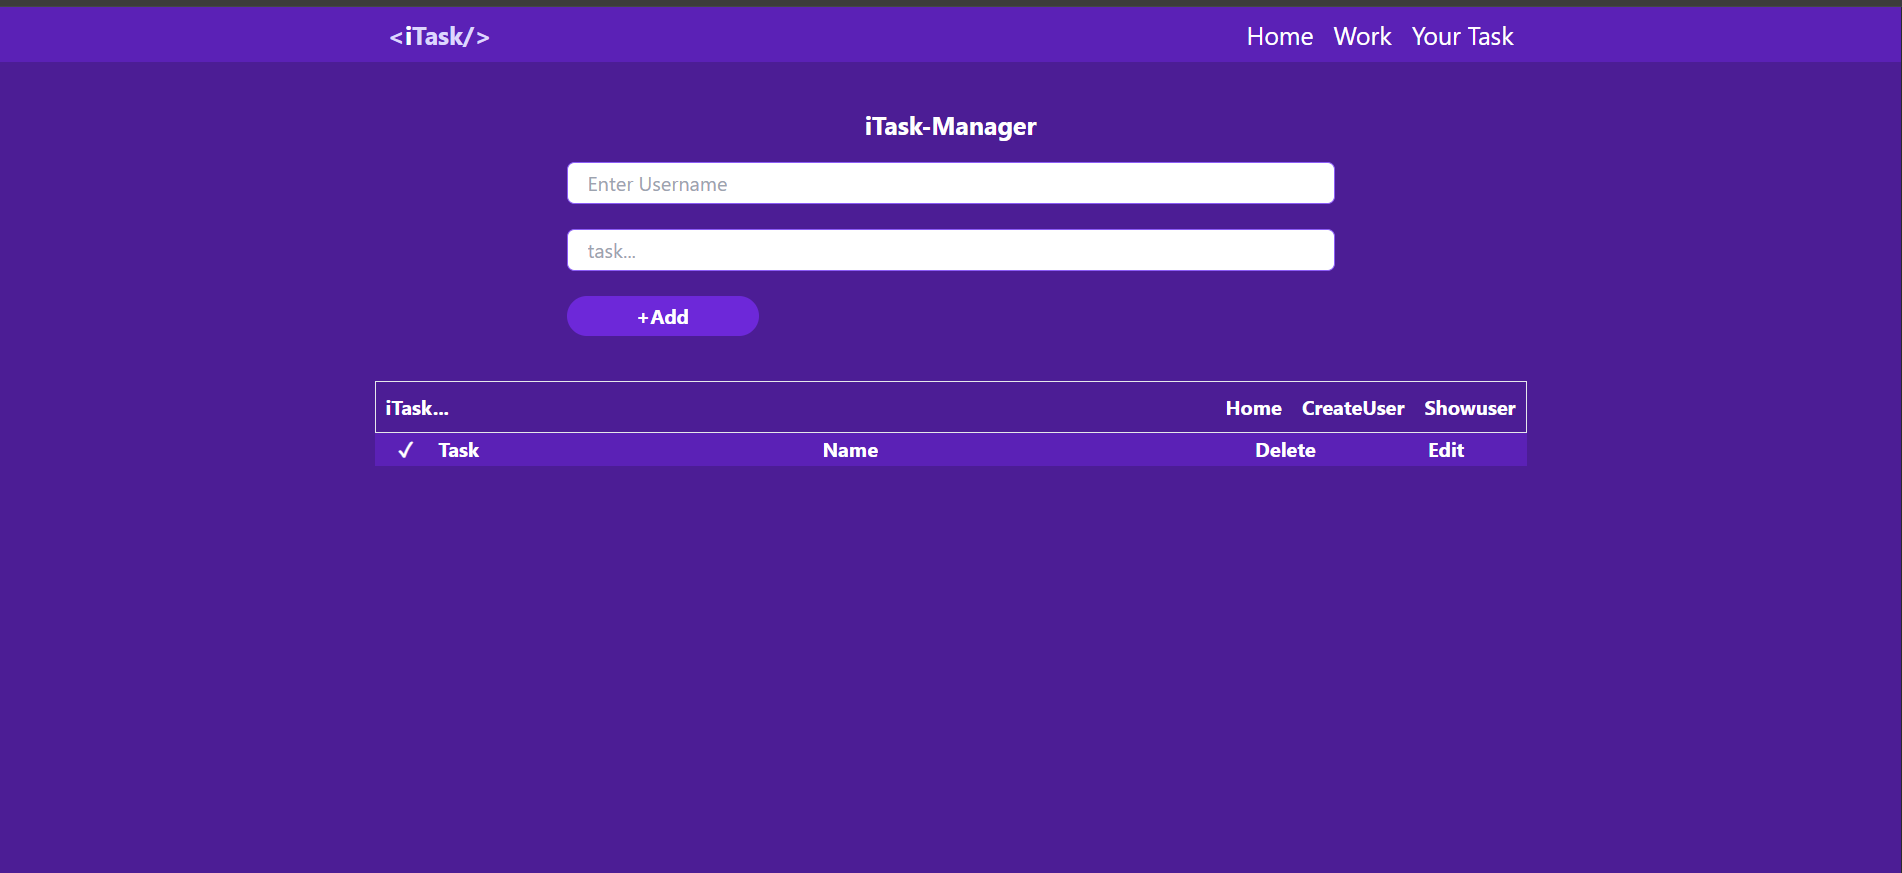 <iTask/> Home Work Your Task
iTask-Manager
Enter Username
task...
+Add
iTask... Home CreateUser Showuser
✓ Task Name Delete Edit